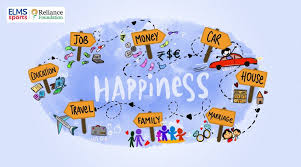 ELMS
sports
Reliance
Foundation
JOB
MONEY
₹$€
CAR
EDUCATION
HAPPINESS
HOUSE
TRAVEL
FAMILY
MARRIAGE